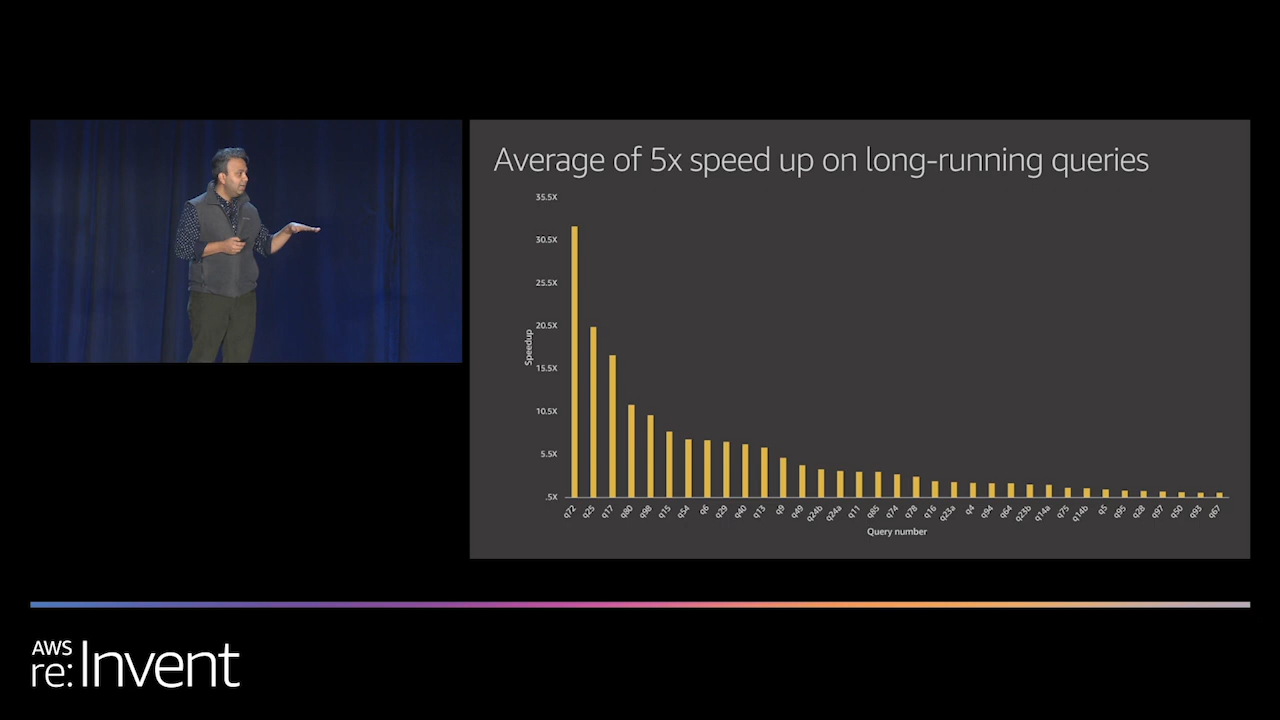 Average of 5x speed up on long-running queries
35.5X
30.5X
25.5X
20.5X
15.5X
10.5X
5.5X
.5X
Speedup
q72 q25 q17 q80 q98 q15 q54 q6 q29 q40 q13 q9 q49 q24b q24a q11 q85 q74 q78 q16 q23a q4 q94 q64 q23b q14a q75 q14b q5 q95 q28 q97 q50 q93 q67
Query number
AWS
re:Invent